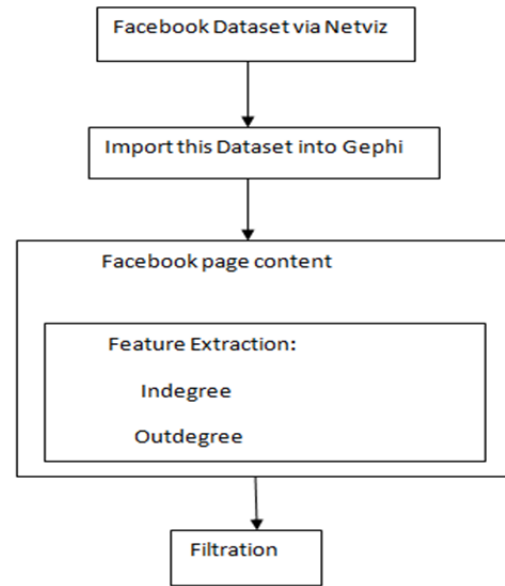 Facebook Dataset via Netviz
Import this Dataset into Gephi
Facebook page content
Feature Extraction:
Indegree
Outdegree
Filtration